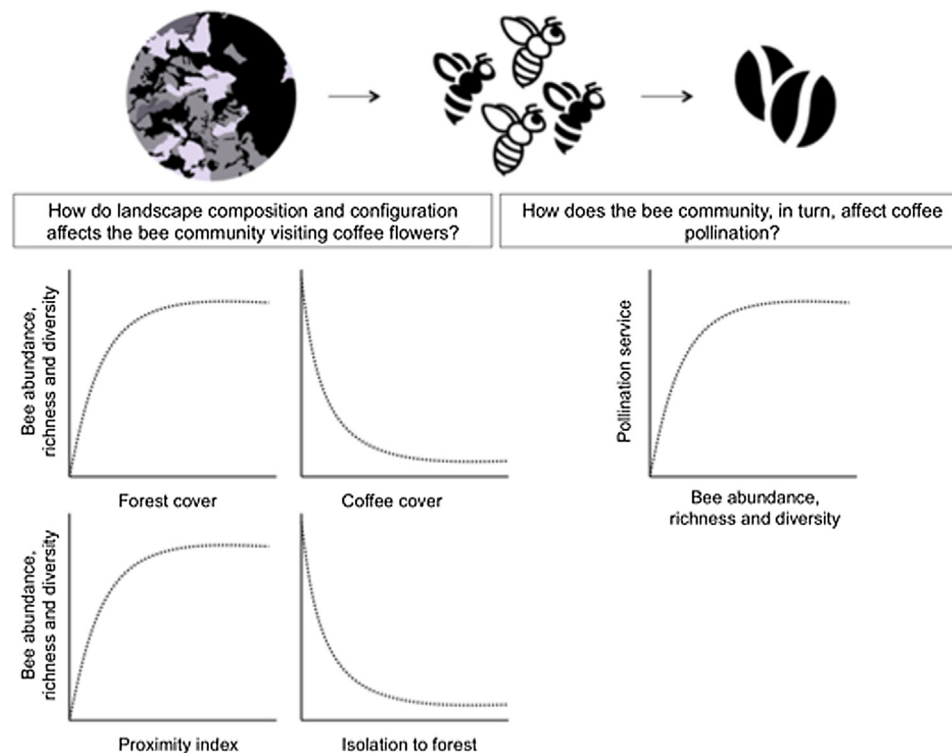 How do landscape composition and configuration
affects the bee community visiting coffee flowers?
How does the bee community, in turn, affect coffee
pollination?
Bee abundance,
richness and diversity
Forest cover
Coffee cover
Pollination service
Bee abundance,
richness and diversity
Bee abundance,
richness and diversity
Proximity index
Isolation to forest